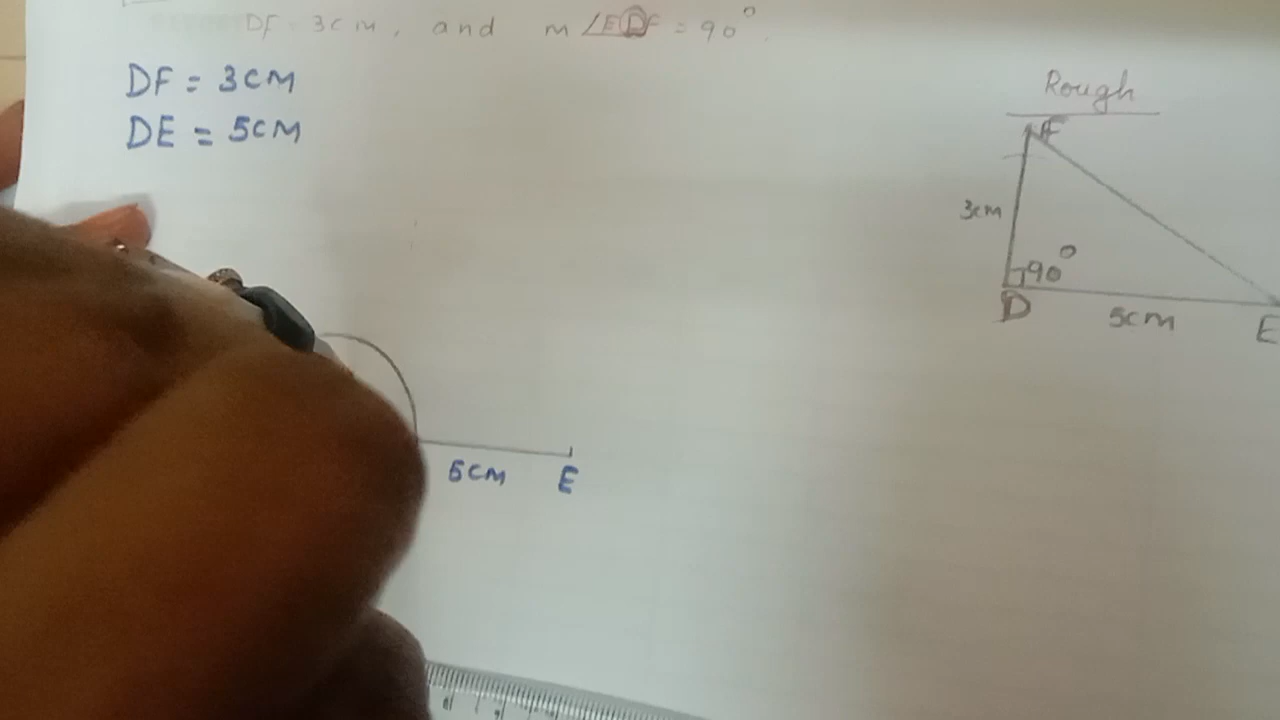 DF = 3cm, and m∠EDF = 90°.
DF = 3CM
DE = 5CM
Rough
F
3cm
90°
D
5cm
E
5CM
E